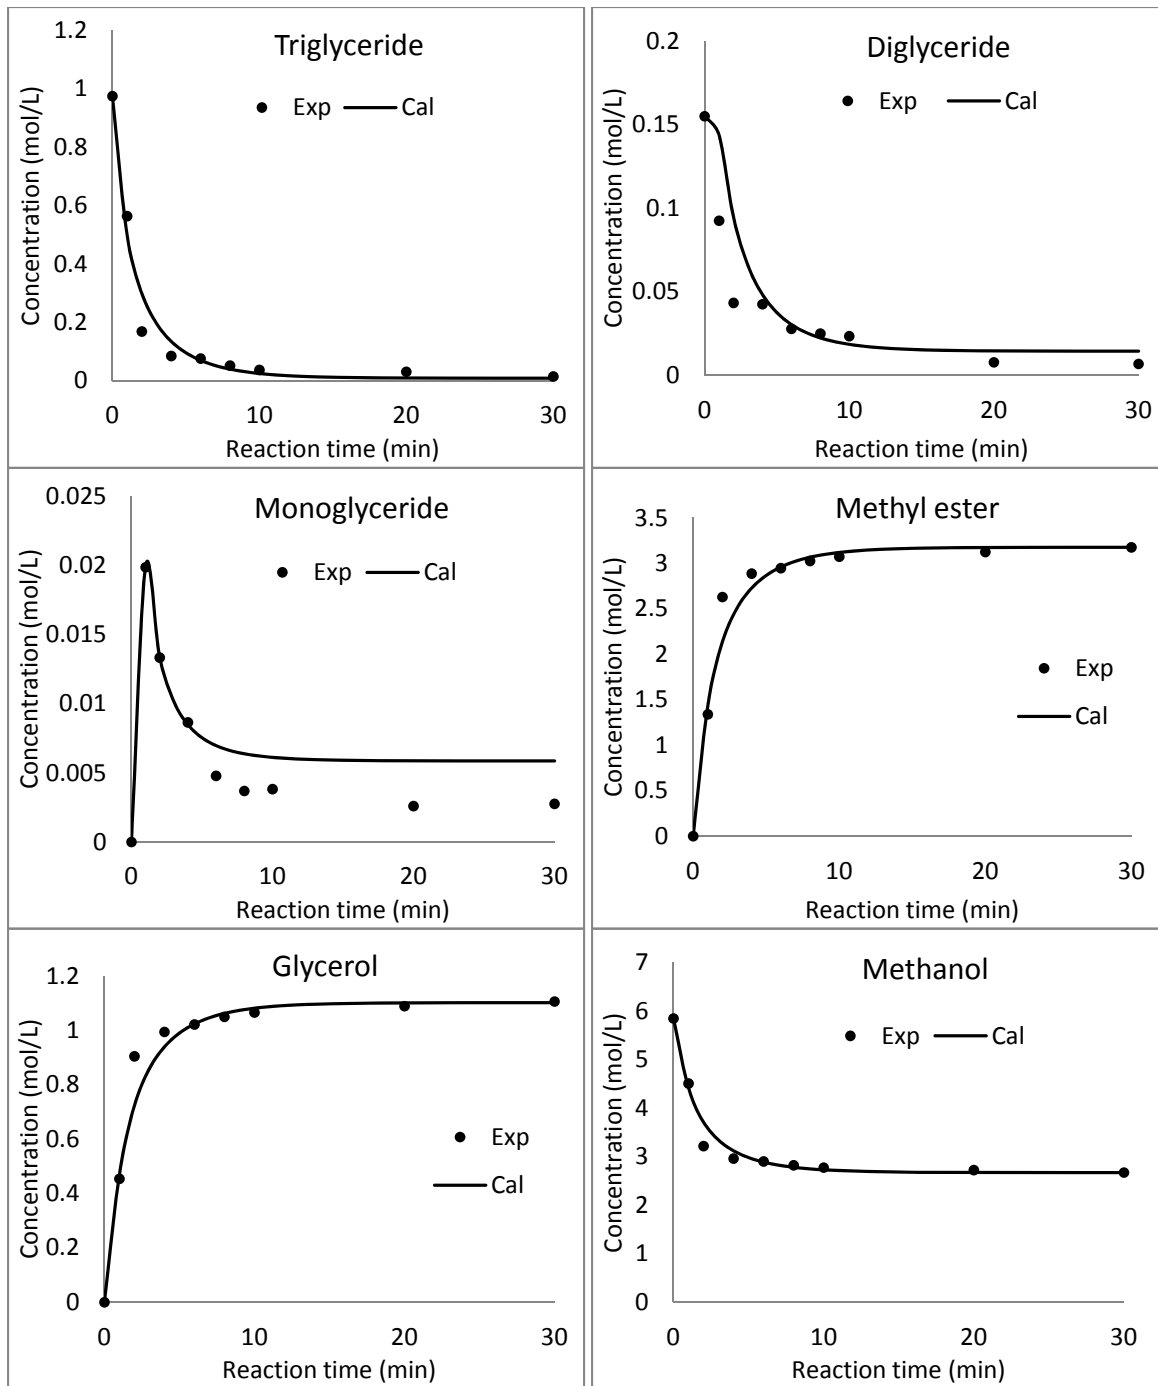 Triglyceride
Exp Cal
Concentration (mol/L)
1.2
1
0.8
0.6
0.4
0.2
0
0 10 20 30
Reaction time (min)
Diglyceride
Exp Cal
Concentration (mol/L)
0.2
0.15
0.1
0.05
0
0 10 20 30
Reaction time (min)
Monoglyceride
Exp Cal
Concentration (mol/L)
0.025
0.02
0.015
0.01
0.005
0
0 10 20 30
Reaction time (min)
Methyl ester
Exp
Cal
Concentration (mol/L)
3.5
3
2.5
2
1.5
1
0.5
0
0 10 20 30
Reaction time (min)
Glycerol
Exp
Cal
Concentration (mol/L)
1.2
1
0.8
0.6
0.4
0.2
0
0 10 20 30
Reaction time (min)
Methanol
Exp Cal
Concentration (mol/L)
7
6
5
4
3
2
1
0
0 10 20 30
Reaction time (min)